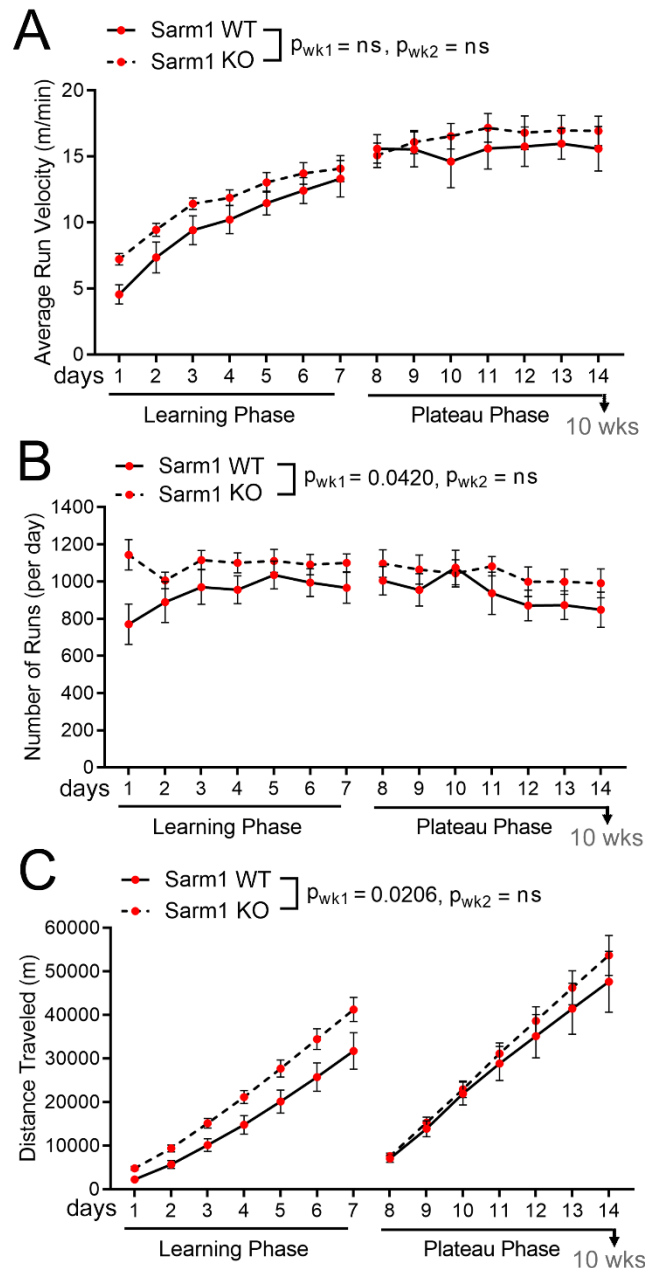 A
Sarm1 WT
Sarm1 KO
pwk1 = ns, pwk2 = ns
Average Run Velocity (m/min)
20
15
10
5
0
days
1 2 3 4 5 6 7 8 9 10 11 12 13 14
Learning Phase
Plateau Phase
10 wks
B
Sarm1 WT
Sarm1 KO
pwk1 = 0.0420, pwk2 = ns
Number of Runs (per day)
1400
1200
1000
800
600
400
200
0
days
1 2 3 4 5 6 7 8 9 10 11 12 13 14
Learning Phase
Plateau Phase
10 wks
C
Sarm1 WT
Sarm1 KO
pwk1 = 0.0206, pwk2 = ns
Distance Traveled (m)
60000
50000
40000
30000
20000
10000
0
days
1 2 3 4 5 6 7 8 9 10 11 12 13 14
Learning Phase
Plateau Phase
10 wks